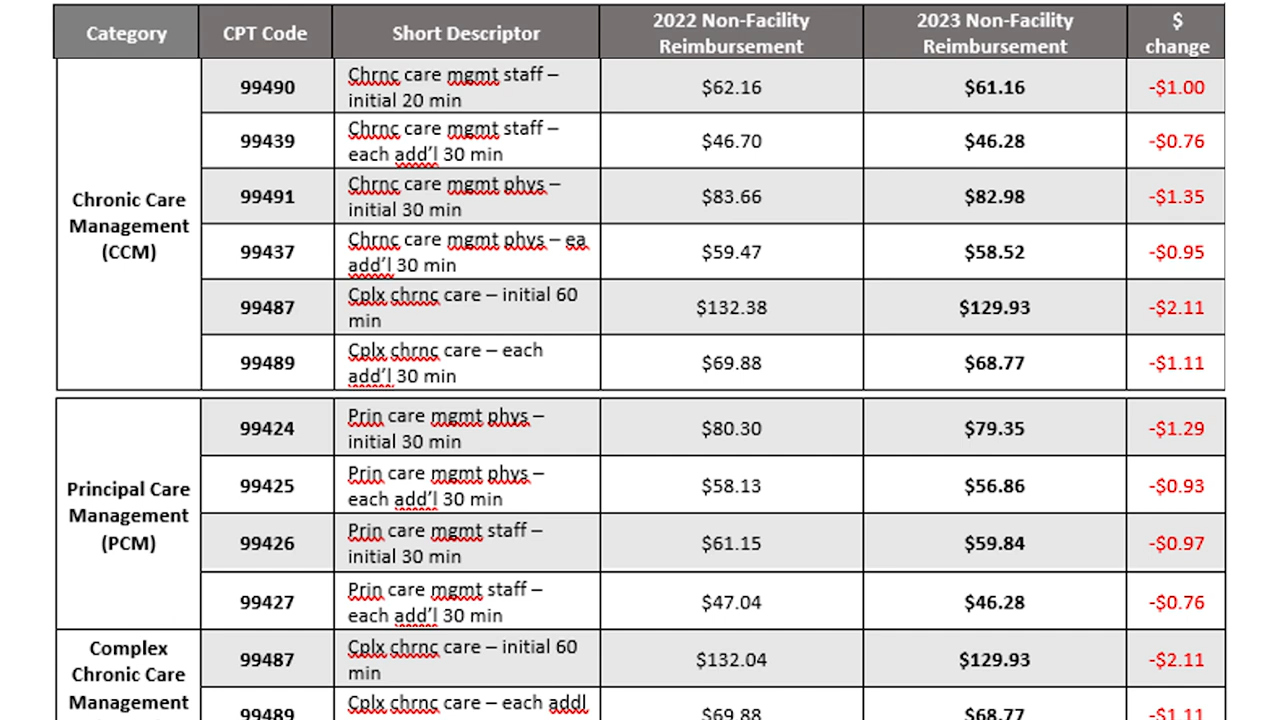 Category CPT Code Short Descriptor 2022 Non-Facility Reimbursement 2023 Non-Facility Reimbursement $ change
Chronic Care Management (CCM)
99490 Chrnc care mgmt staff – initial 20 min $62.16 $61.16 -$1.00
99439 Chrnc care mgmt staff – each add’l 30 min $46.70 $46.28 -$0.76
99491 Chrnc care mgmt phys – initial 30 min $83.66 $82.98 -$1.35
99437 Chrnc care mgmt phys – ea add’l 30 min $59.47 $58.52 -$0.95
99487 Cplx chrnc care – initial 60 min $132.38 $129.93 -$2.11
99489 Cplx chrnc care – each add’l 30 min $69.88 $68.77 -$1.11
Principal Care Management (PCM)
99424 Prin care mgmt phys – initial 30 min $80.30 $79.35 -$1.29
99425 Prin care mgmt phys – each add’l 30 min $58.13 $56.86 -$0.93
99426 Prin care mgmt staff – initial 30 min $61.15 $59.84 -$0.97
99427 Prin care mgmt staff – each add’l 30 min $47.04 $46.28 -$0.76
Complex Chronic Care Management
99487 Cplx chrnc care – initial 60 min $132.04 $129.93 -$2.11
99489 Cplx chrnc care – each addl $69.88 $68.77 -$1.11